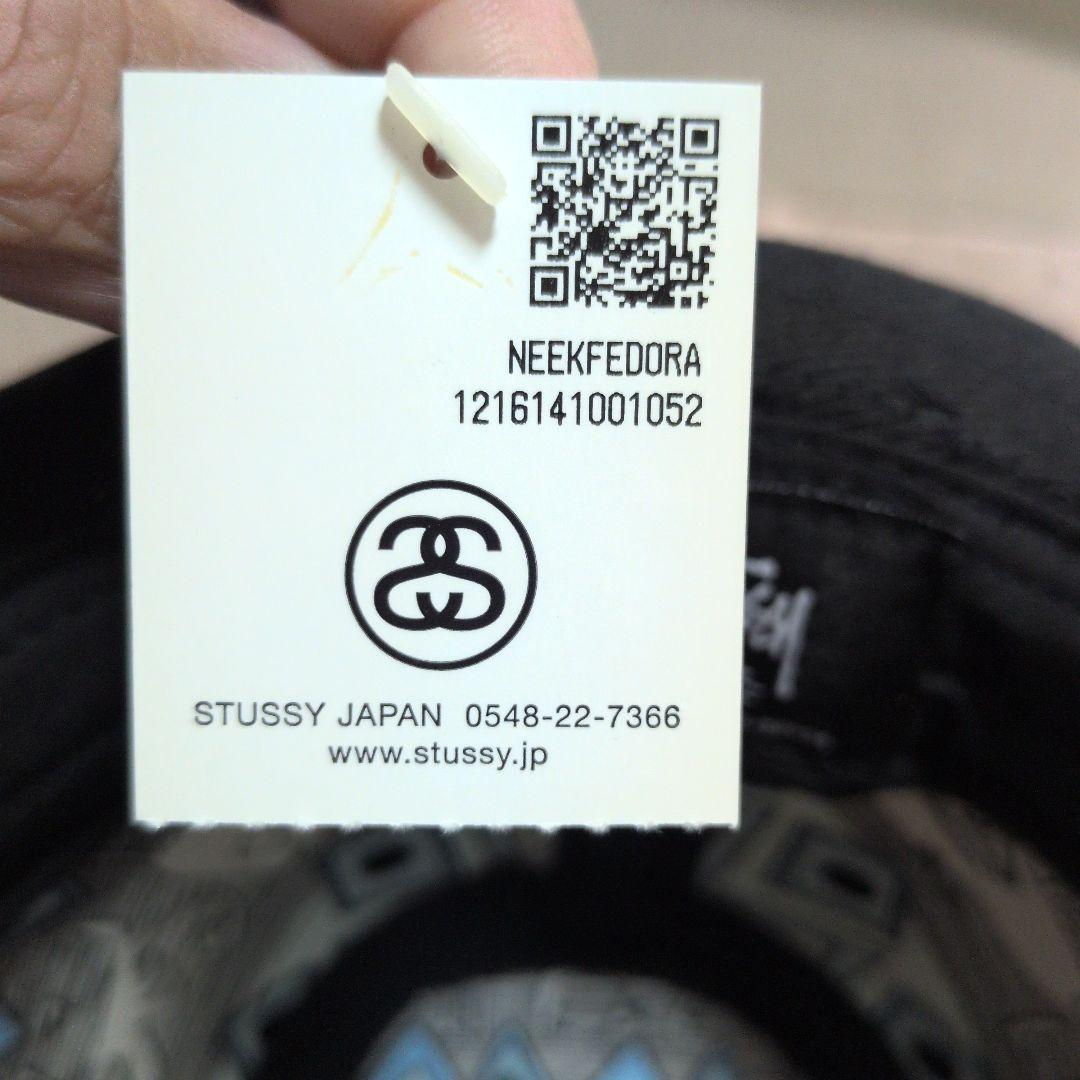 NEEKFEDORA
1216141001052
STUSSY JAPAN 0548-22-7366
www.stussy.jp